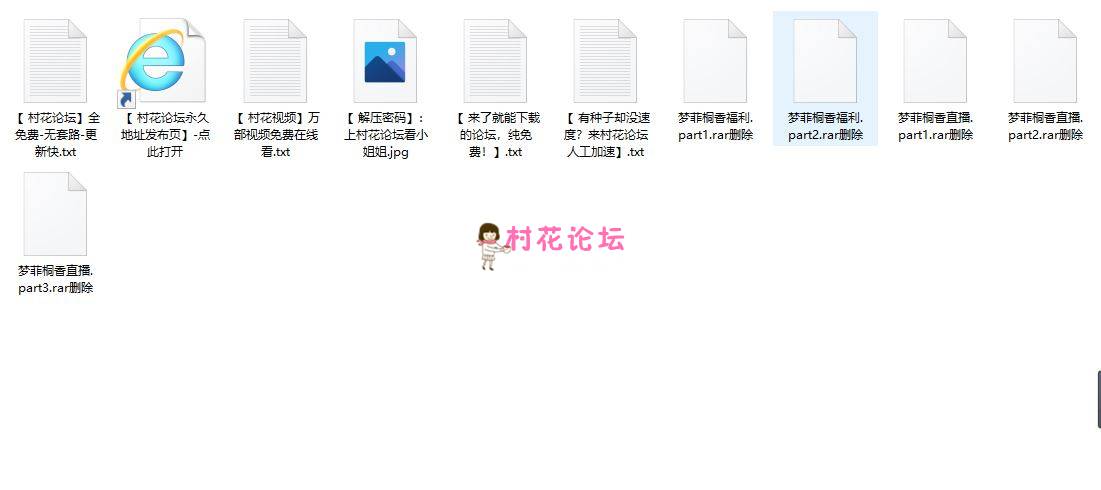 【 村花论坛】全
免费-无套路-更
新快.txt
【 村花论坛永久
地址发布页】-点
此打开
【 村花视频】万
部视频免费在线
看.txt
【 解压密码】：
上村花论坛看小
姐姐.jpg
【 来了就能下载
的论坛，纯免
费！】.txt
【 有种子却没速
度？来村花论坛
人工加速】.txt
梦菲桐香福利.
part1.rar删除
梦菲桐香福利.
part2.rar删除
梦菲桐香直播.
part1.rar删除
梦菲桐香直播.
part2.rar删除
梦菲桐香直播.
part3.rar删除
村花论坛